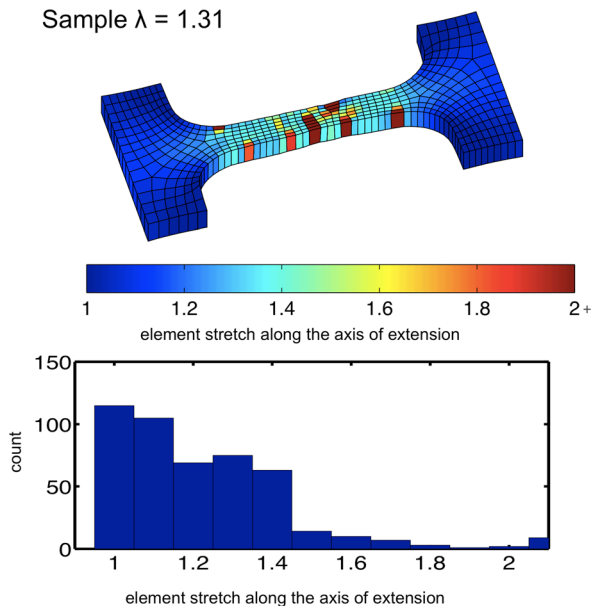 Sample λ = 1.31
1 1.2 1.4 1.6 1.8 2+
element stretch along the axis of extension
150
100
50
0
count
1 1.2 1.4 1.6 1.8 2
element stretch along the axis of extension